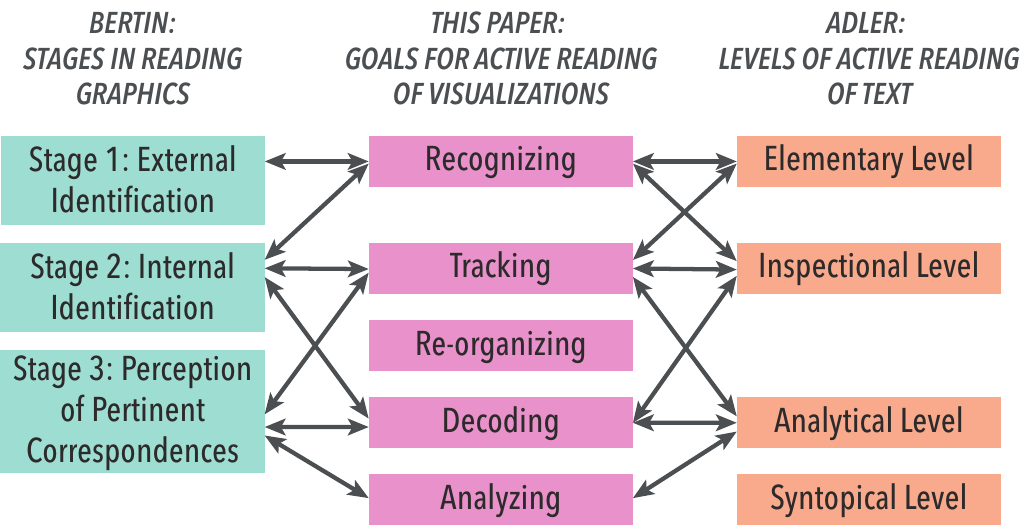 BERTIN:
STAGES IN READING
GRAPHICS
THIS PAPER:
GOALS FOR ACTIVE READING
OF VISUALIZATIONS
ADLER:
LEVELS OF ACTIVE READING
OF TEXT
Stage 1: External
Identification
Stage 2: Internal
Identification
Stage 3: Perception
of Pertinent
Correspondences
Recognizing
Tracking
Re-organizing
Decoding
Analyzing
Elementary Level
Inspectional Level
Analytical Level
Syntopical Level